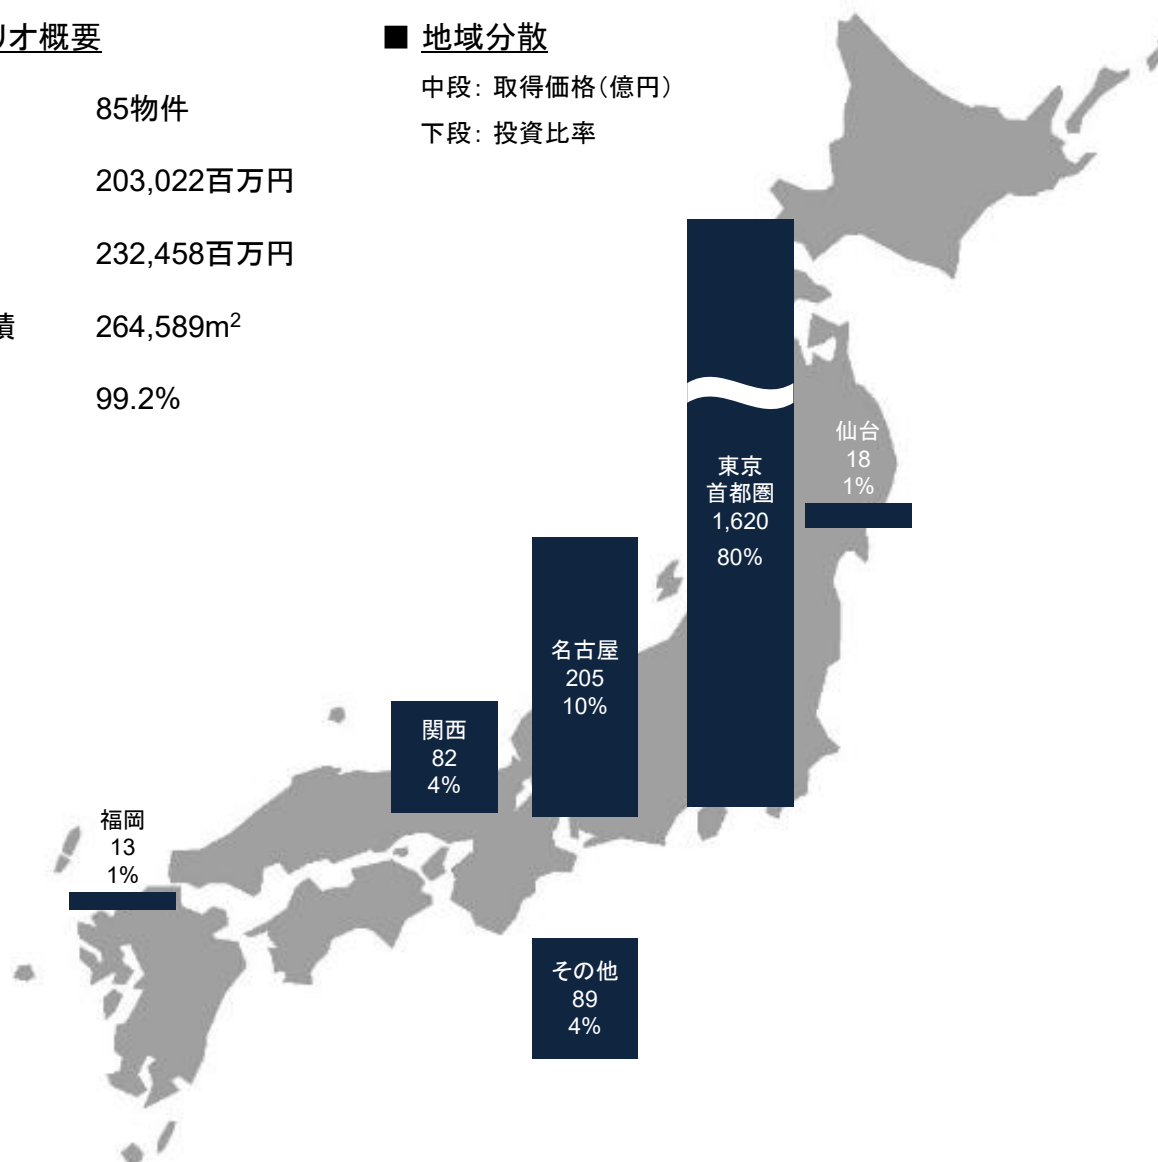 リオ概要
85物件
203,022百万円
232,458百万円
積 264,589m²
99.2%
■ 地域分散
中段： 取得価格（億円）
下段： 投資比率
仙台
18
1%
東京
首都圏
1,620
80%
名古屋
205
10%
関西
82
4%
福岡
13
1%
その他
89
4%